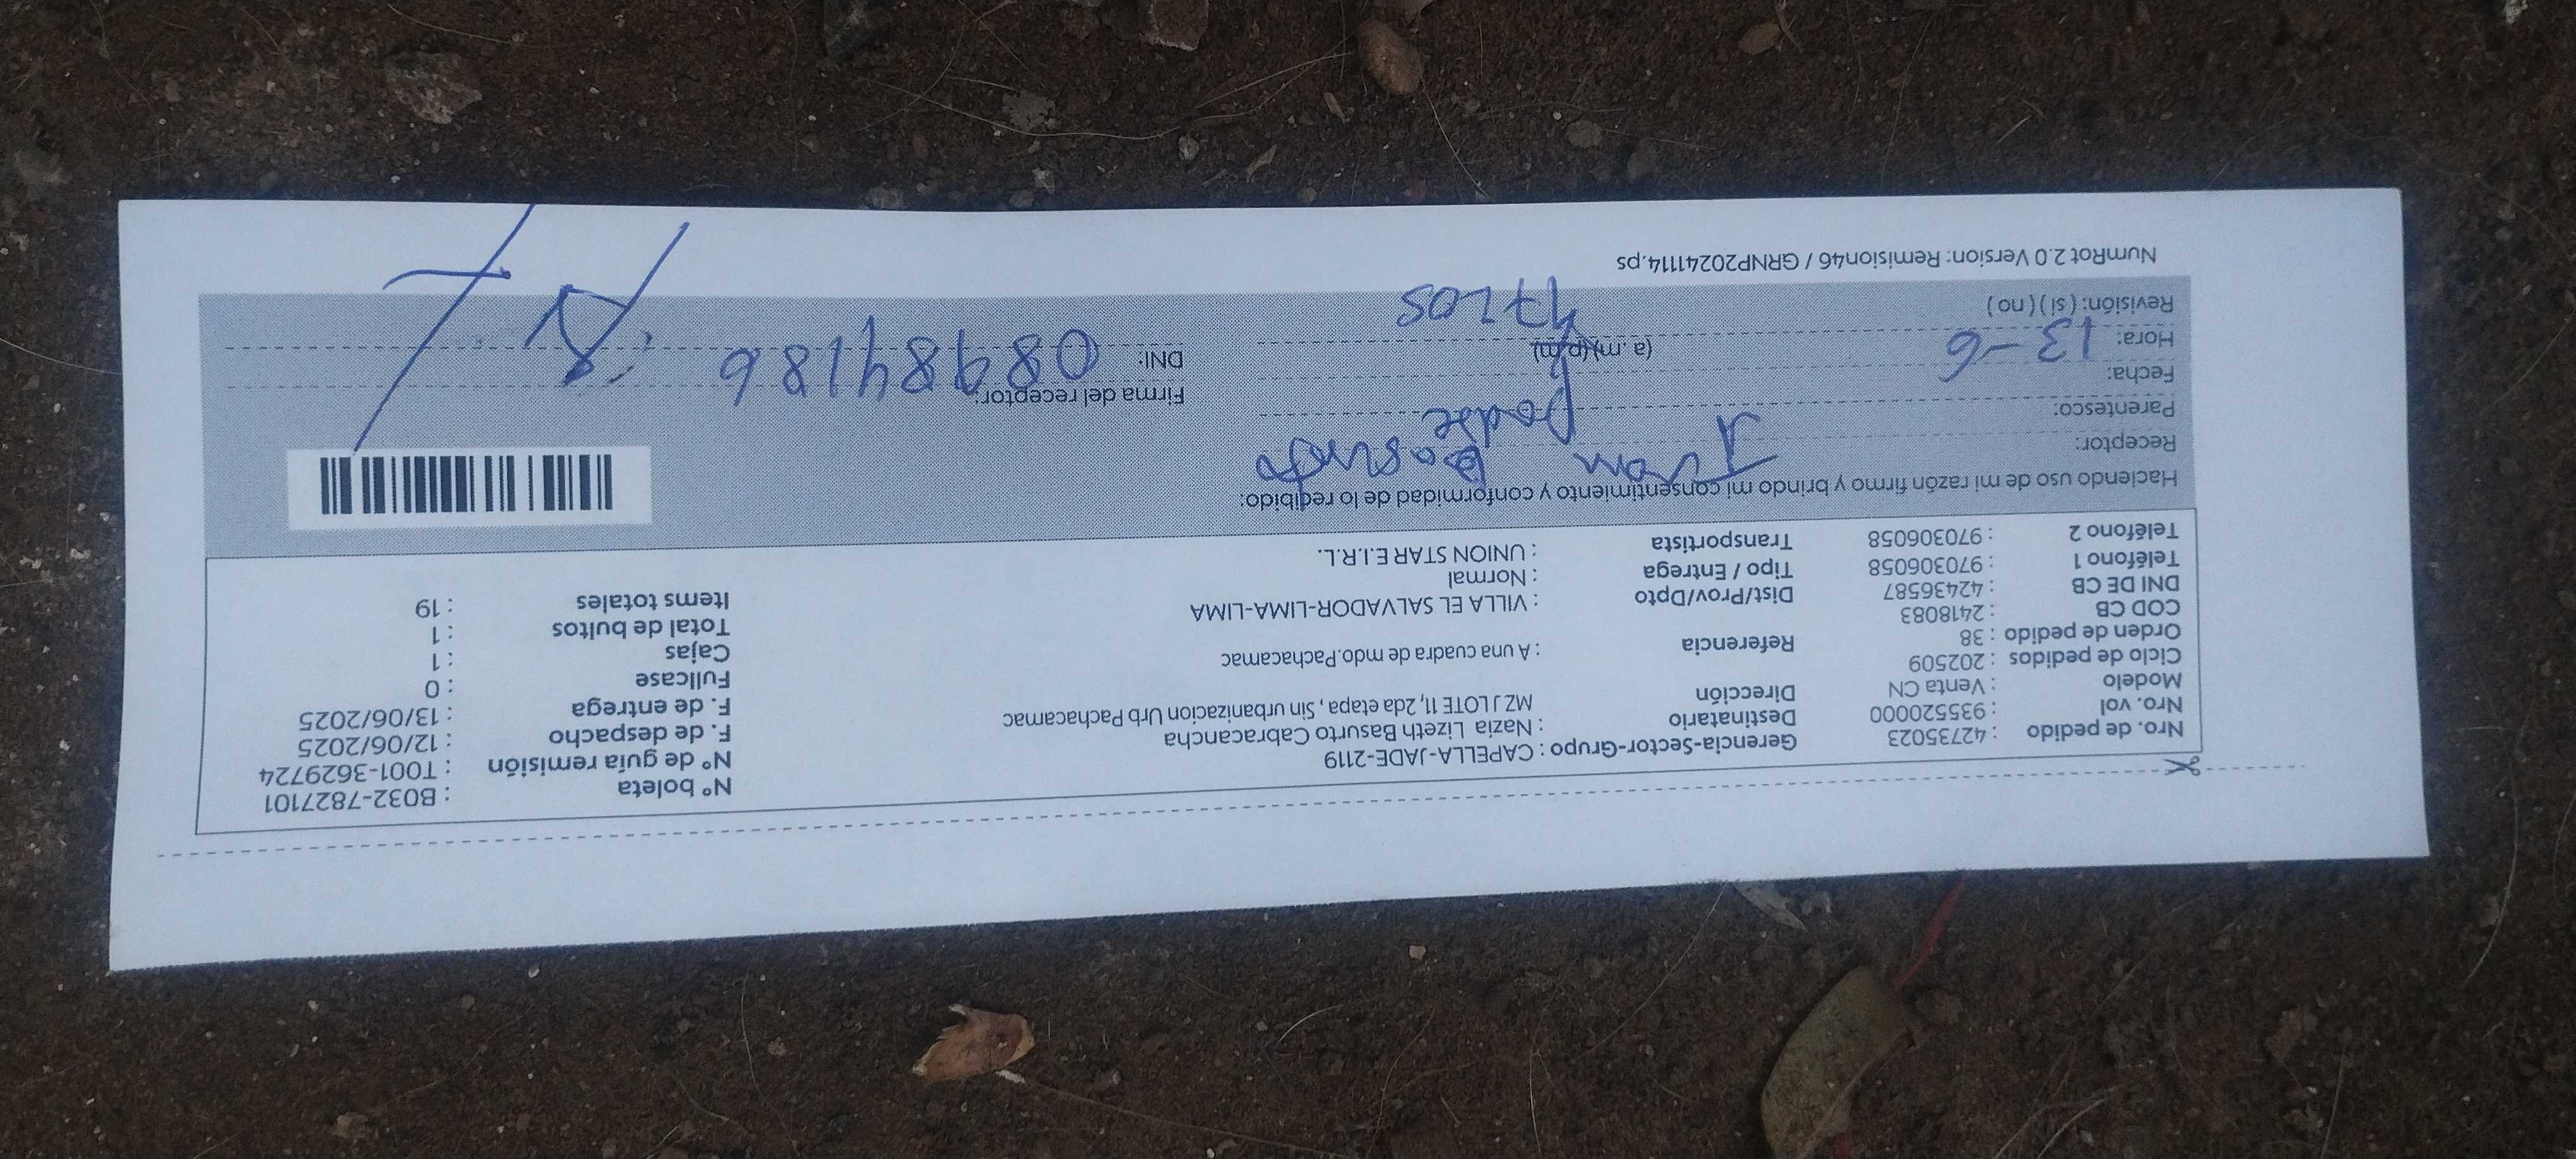 Nro. de pedido : 42735023
Nro. vol : 935520000
Modelo : Venta CN
Ciclo de pedidos : 202509
Orden de pedido : 38
COD CB : 2418083
DNI DE CB : 42436587
Teléfono 1 : 970306058
Teléfono 2 : 970306058
Gerencia-Sector-Grupo : CAPELLA-JADE-2119
Destinatario : Nazia Lizeth Basurto Cabracancha
Dirección MZ J LOTE 11, 2da etapa , Sin urbanizacion Urb Pachacamac
Referencia : A una cuadra de mdo.Pachacamac
Dist/Prov/Dpto : VILLA EL SALVADOR-LIMA-LIMA
Tipo / Entrega : Normal
Transportista : UNION STAR E.I.R.L.
N° boleta : B032-7827101
N° de guía remisión : T001-3629724
F. de despacho : 12/06/2025
F. de entrega : 13/06/2025
Fullcase : 0
Cajas : 1
Total de bultos : 1
Items totales : 19
Haciendo uso de mi razón firmo y brindo mi consentimiento y conformidad de lo recibido:
Receptor: Ivan Basurto
Parentesco: padre
Fecha: 13-6
Hora: (a .m) (p.m)
Revisión: ( si ) ( no )
Firma del receptor:
DNI: 08984186
NumRot 2.0 Version: Remision46 / GRNP20241114.ps